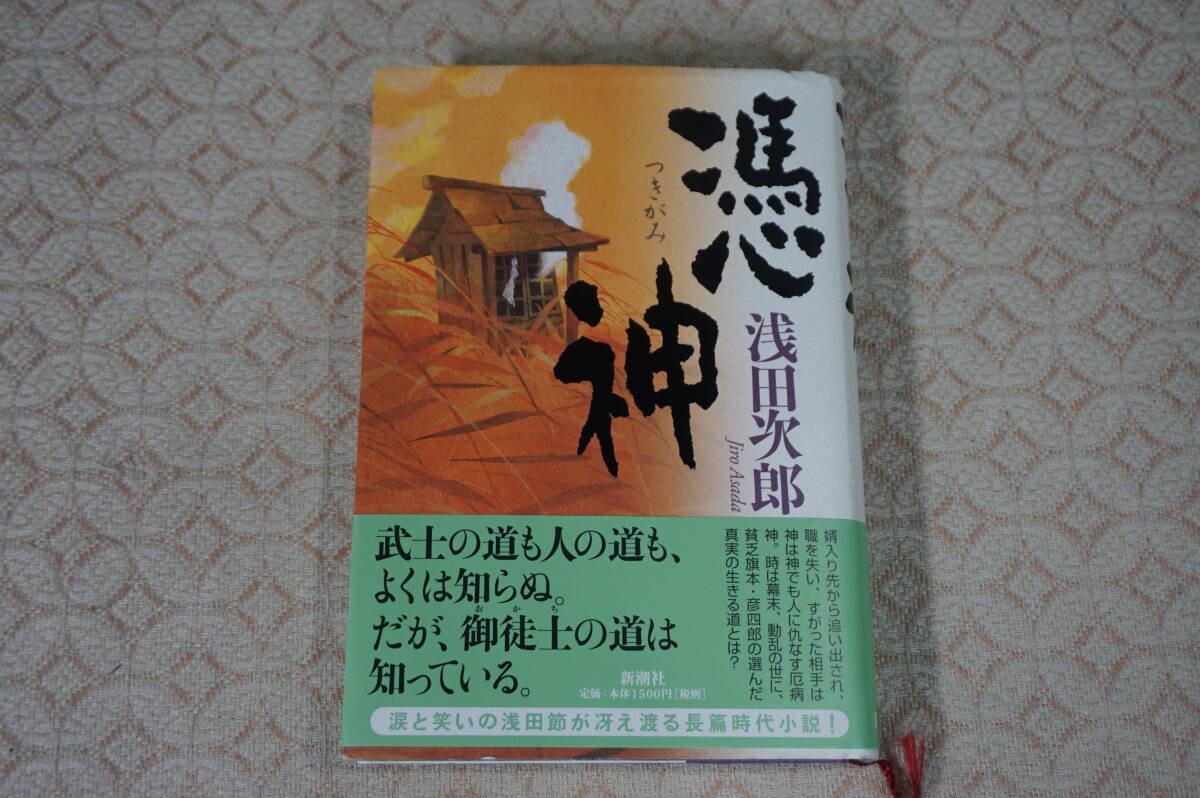 憑神
つきがみ
浅田次郎
Jiro Asada
武士の道も人の道も、
よくは知らぬ。
だが、御徒士の道は
おかち
知っている。
婿入り先から追い出され、
職を失い、すがった相手は
神は神でも人に仇なす厄病
神。時は幕末、動乱の世に、
貧乏旗本・彦四郎の選んだ
真実の生きる道とは?
新潮社
定価:本体1500円[税別]
涙と笑いの浅田節が冴え渡る長篇時代小説!